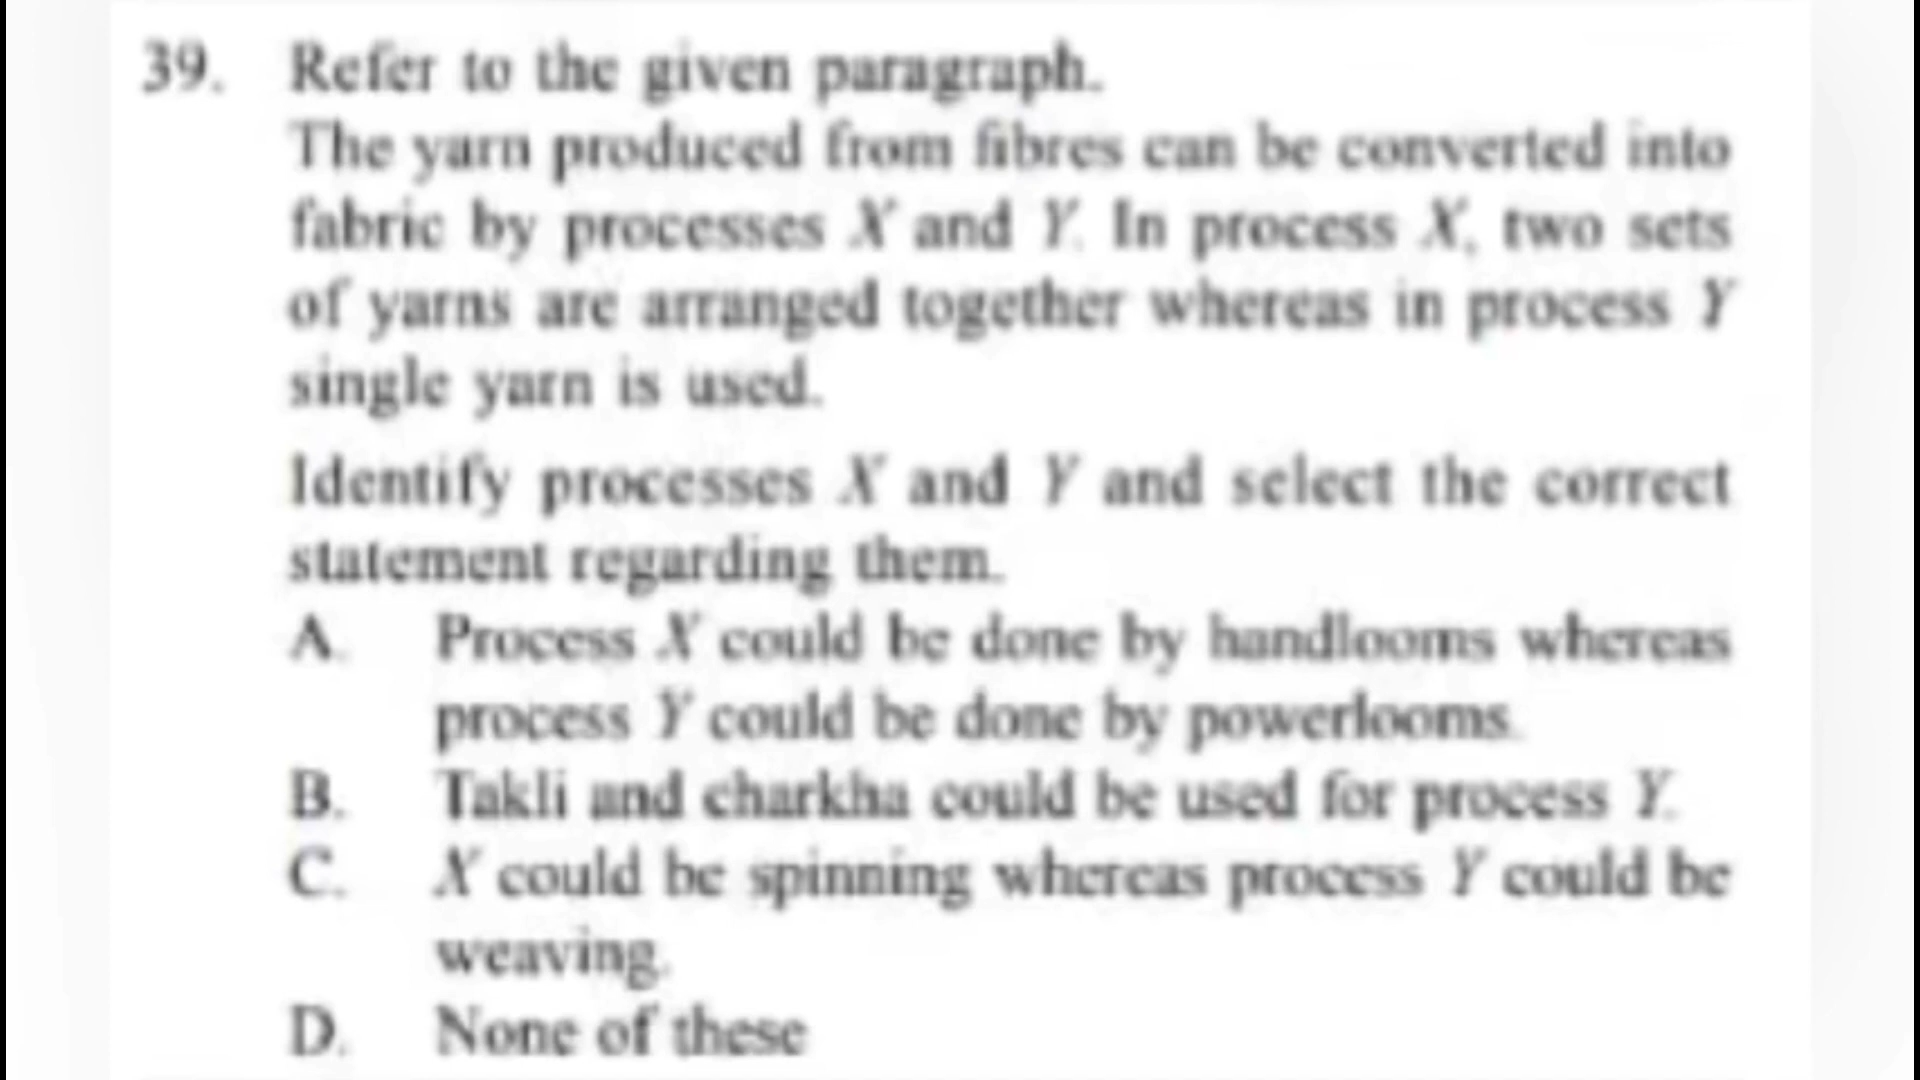 39. Refer to the given paragraph.
The yarn produced from fibres can be converted into
fabric by processes X and Y. In process X, two sets
of yarns are arranged together whereas in process Y
single yarn is used.
Identify processes X and Y and select the correct
statement regarding them.
A. Process X could be done by handlooms whereas
process Y could be done by powerlooms.
B. Takli and charkha could be used for process Y.
C. X could be spinning whereas process Y could be
weaving.
D. None of these